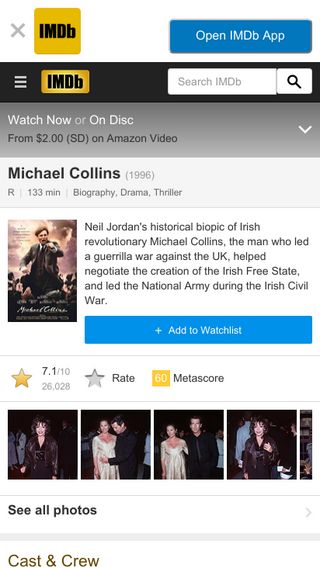 IMDb
Open IMDb App
IMDb
Search IMDb
Watch Now or On Disc
From $2.00 (SD) on Amazon Video
Michael Collins (1996)
R | 133 min | Biography, Drama, Thriller
Neil Jordan's historical biopic of Irish
revolutionary Michael Collins, the man who led
a guerrilla war against the UK, helped
negotiate the creation of the Irish Free State,
and led the National Army during the Irish Civil
War.
Michael Collins
+ Add to Watchlist
7.1/10
26,028
Rate
60 Metascore
See all photos
Cast & Crew